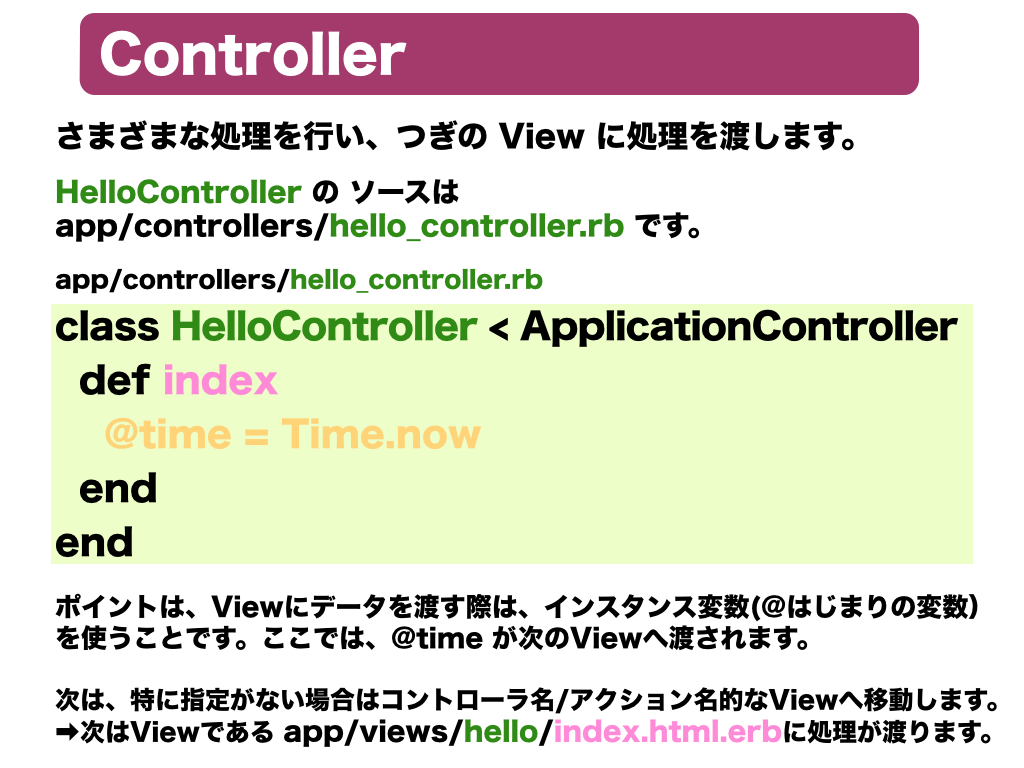 Controller
さまざまな処理を行い、つぎの View に処理を渡します。
HelloController の ソースは
app/controllers/hello_controller.rb です。
app/controllers/hello_controller.rb
class HelloController < ApplicationController
def index
@time = Time.now
end
end
ポイントは、Viewにデータを渡す際は、インスタンス変数(@はじまりの変数)
を使うことです。ここでは、@time が次のViewへ渡されます。
次は、特に指定がない場合はコントローラ名/アクション名的なViewへ移動します。
➡次はViewである app/views/hello/index.html.erbに処理が渡ります。